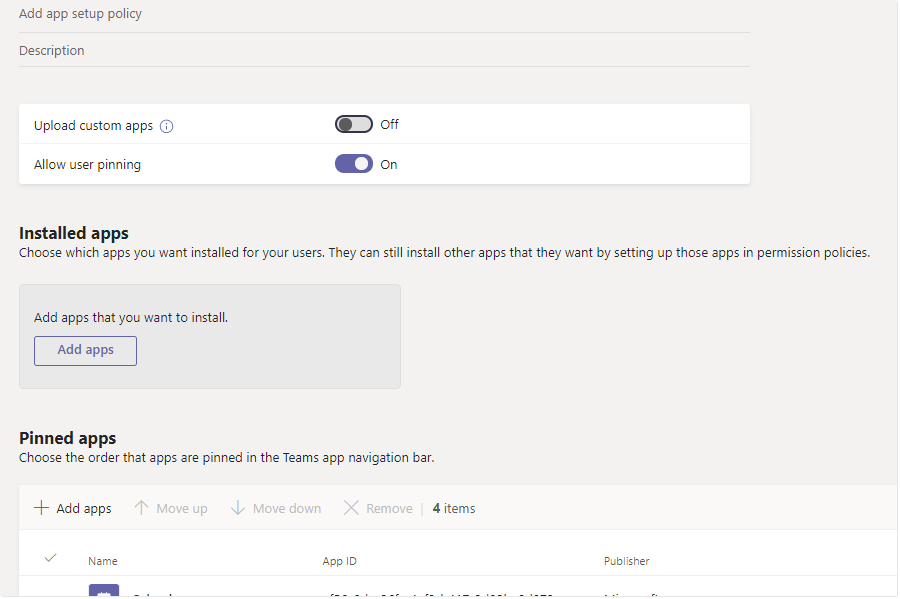 Add app setup policy
Description
Upload custom apps
Off
Allow user pinning
On
Installed apps
Choose which apps you want installed for your users. They can still install other apps that they want by setting up those apps in permission policies.
Add apps that you want to install.
Add apps
Pinned apps
Choose the order that apps are pinned in the Teams app navigation bar.
Add apps Move up Move down Remove | 4 items
Name App ID Publisher